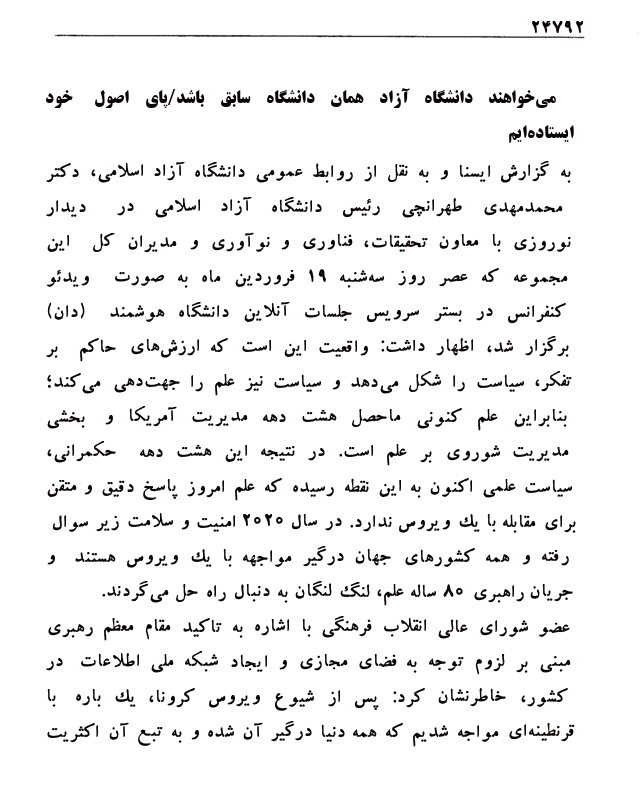 ۲۴۷۹۲
می‌خواهند دانشگاه آزاد همان دانشگاه سابق باشد/پای اصول خود
ایستاده‌ایم
به گزارش ایسنا و به نقل از روابط عمومی دانشگاه آزاد اسلامی، دکتر
محمدمهدی طهرانچی رئیس دانشگاه آزاد اسلامی در دیدار
نوروزی با معاون تحقیقات، فناوری و نوآوری و مدیران کل این
مجموعه که عصر روز سه‌شنبه ۱۹ فروردین ماه به صورت ویدئو
کنفرانس در بستر سرویس جلسات آنلاین دانشگاه هوشمند (دان)
برگزار شد، اظهار داشت: واقعیت این است که ارزش‌های حاکم بر
تفکر، سیاست را شکل می‌دهد و سیاست نیز علم را جهت‌دهی می‌کند؛
بنابراین علم کنونی ماحصل هشت دهه مدیریت آمریکا و بخشی
مدیریت شوروی بر علم است. در نتیجه این هشت دهه حکمرانی،
سیاست علمی اکنون به این نقطه رسیده که علم امروز پاسخ دقیق و متقن
برای مقابله با یك ویروس ندارد. در سال ۲۰۲۰ امنیت و سلامت زیر سوال
رفته و همه کشورهای جهان درگیر مواجهه با یك ویروس هستند و
جریان راهبری ۸۰ ساله علم، لنگ لنگان به دنبال راه حل می‌گردند.
عضو شورای عالی انقلاب فرهنگی با اشاره به تاکید مقام معظم رهبری
مبنی بر لزوم توجه به فضای مجازی و ایجاد شبکه ملی اطلاعات در
کشور، خاطرنشان کرد: پس از شیوع ویروس کرونا، یك باره با
قرنطینه‌ای مواجه شدیم که همه دنیا درگیر آن شده و به تبع آن اکثریت